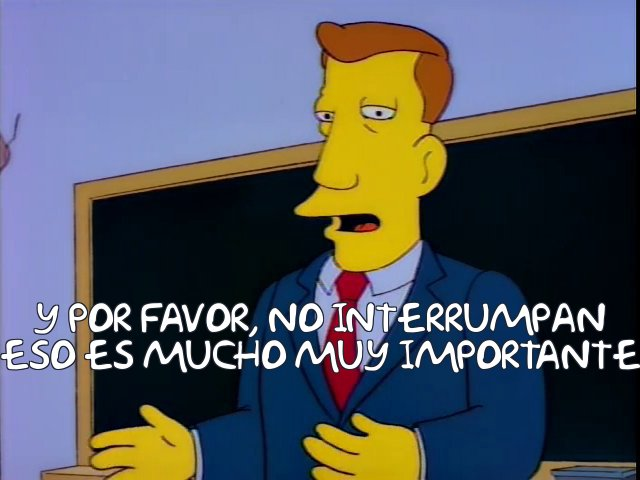 Y POR FAVOR, NO INTERRUMPAN
ESO ES MUCHO MUY IMPORTANTE